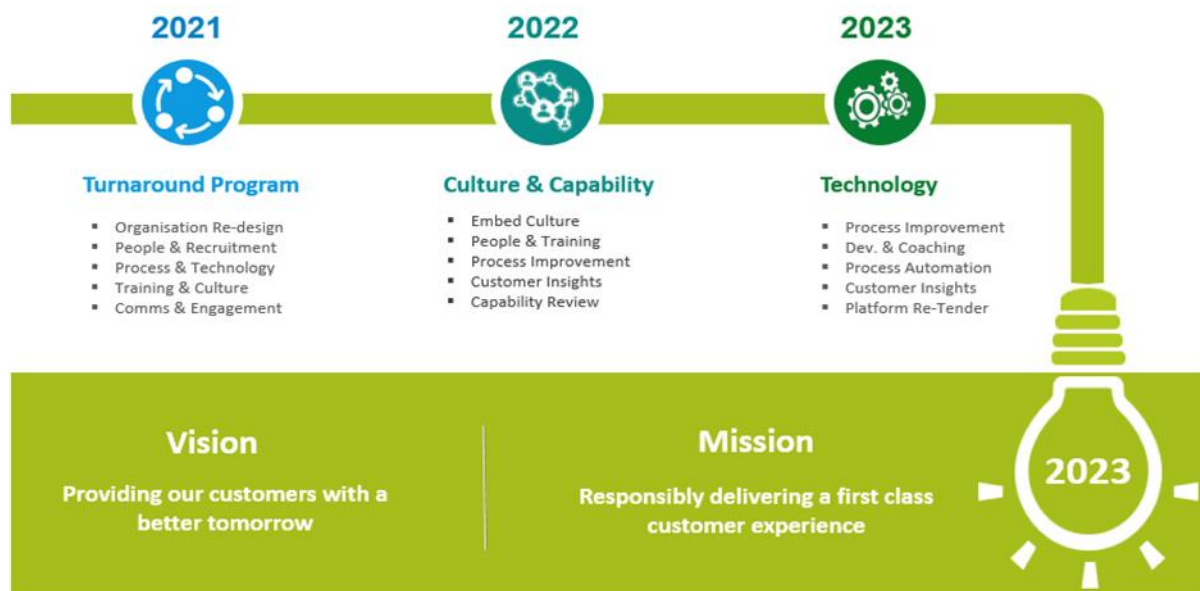 2021
2022
2023
Turnaround Program
Organisation Re-design
People & Recruitment
Process & Technology
Training & Culture
Comms & Engagement
Culture & Capability
Embed Culture
People & Training
Process Improvement
Customer Insights
Capability Review
Technology
Process Improvement
Dev. & Coaching
Process Automation
Customer Insights
Platform Re-Tender
Vision
Providing our customers with a
better tomorrow
Mission
Responsibly delivering a first class
customer experience
2023